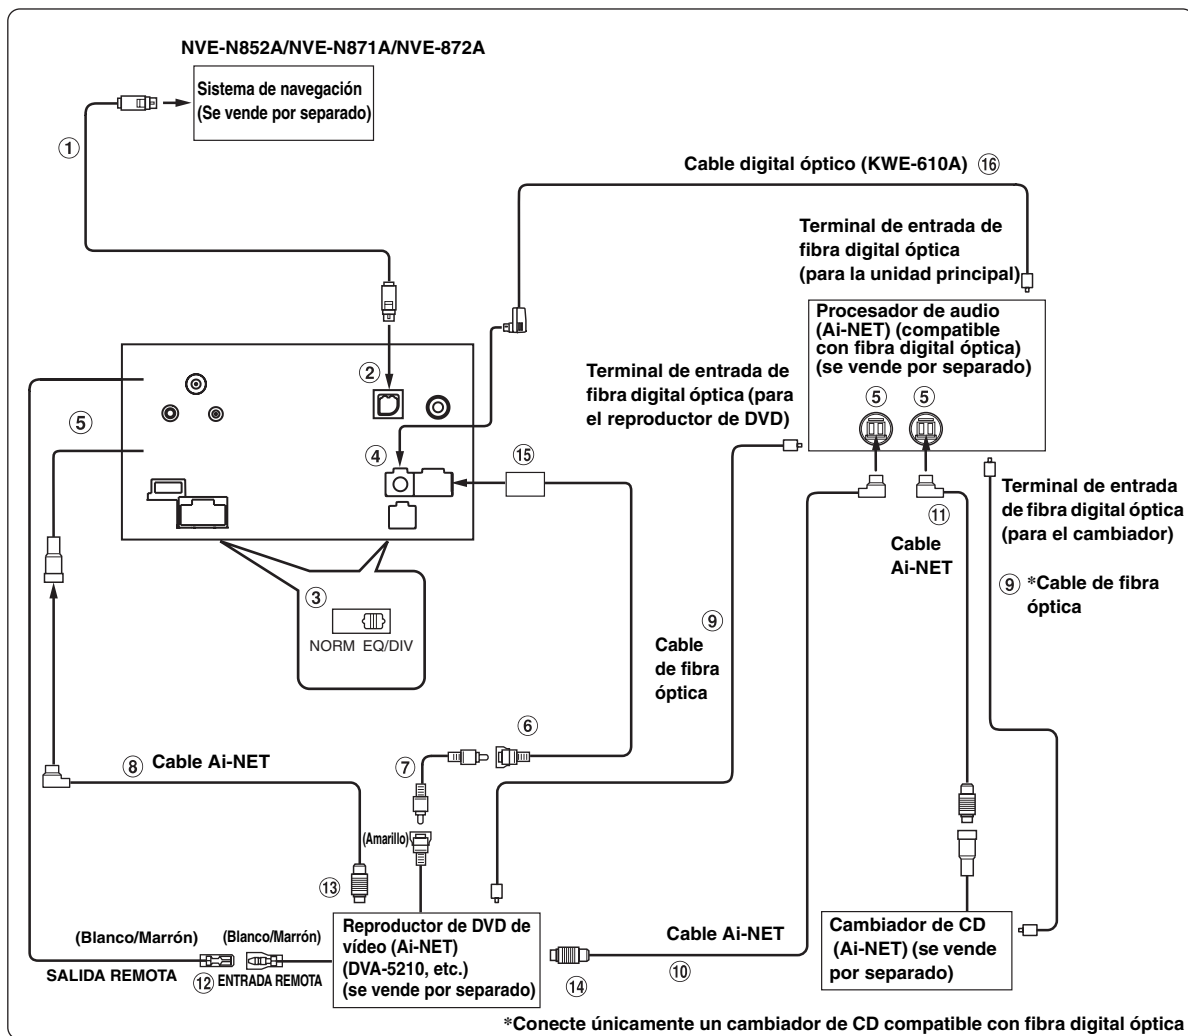 NVE-N852A/NVE-N871A/NVE-872A
Sistema de navegación
(Se vende por separado)
①
Cable digital óptico (KWE-610A) ⑯
Terminal de entrada de
fibra digital óptica
(para la unidad principal)
Procesador de audio
(Ai-NET) (compatible
con fibra digital óptica)
(se vende por separado)
⑤ ⑤
②
Terminal de entrada de
fibra digital óptica (para
el reproductor de DVD)
⑤
④
⑮
⑪
Cable
Ai-NET
Terminal de entrada
de fibra digital óptica
(para el cambiador)
⑨ *Cable de fibra
óptica
③
NORM EQ/DIV
⑨
Cable
de fibra
óptica
⑥
⑧ Cable Ai-NET
⑦
(Amarillo)
⑬
Reproductor de DVD de
vídeo (Ai-NET)
(DVA-5210, etc.)
(se vende por separado)
Cable Ai-NET
⑭
⑩
Cambiador de CD
(Ai-NET) (se vende
por separado)
(Blanco/Marrón) (Blanco/Marrón)
SALIDA REMOTA ⑫ ENTRADA REMOTA
*Conecte únicamente un cambiador de CD compatible con fibra digital óptica